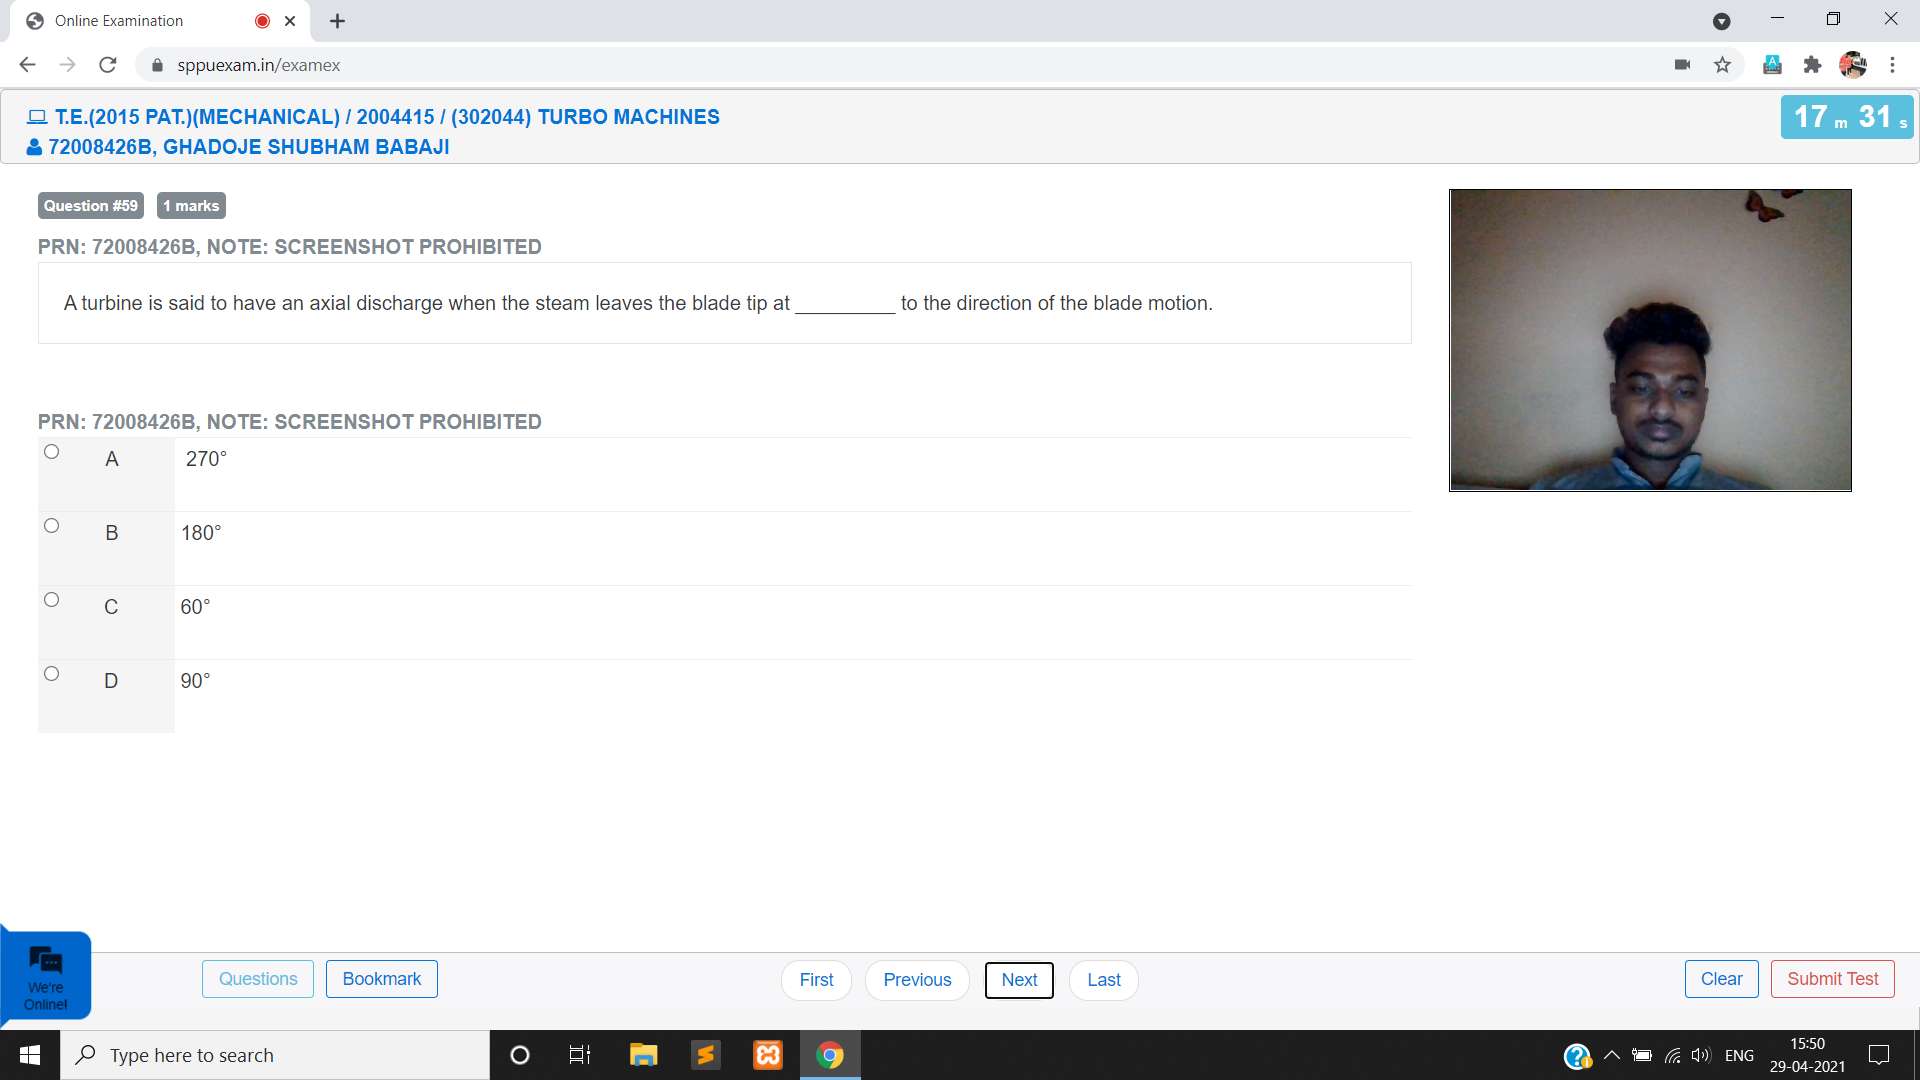 Online Examination
sppuexam.in/examex
T.E.(2015 PAT.)(MECHANICAL) / 2004415 / (302044) TURBO MACHINES
17 m 31 s
72008426B, GHADOJE SHUBHAM BABAJI
Question #59 1 marks
PRN: 72008426B, NOTE: SCREENSHOT PROHIBITED
A turbine is said to have an axial discharge when the steam leaves the blade tip at _________ to the direction of the blade motion.
PRN: 72008426B, NOTE: SCREENSHOT PROHIBITED
A 270°
B 180°
C 60°
D 90°
We're
Online!
Questions Bookmark First Previous Next Last Clear Submit Test
Type here to search
ENG
15:50
29-04-2021